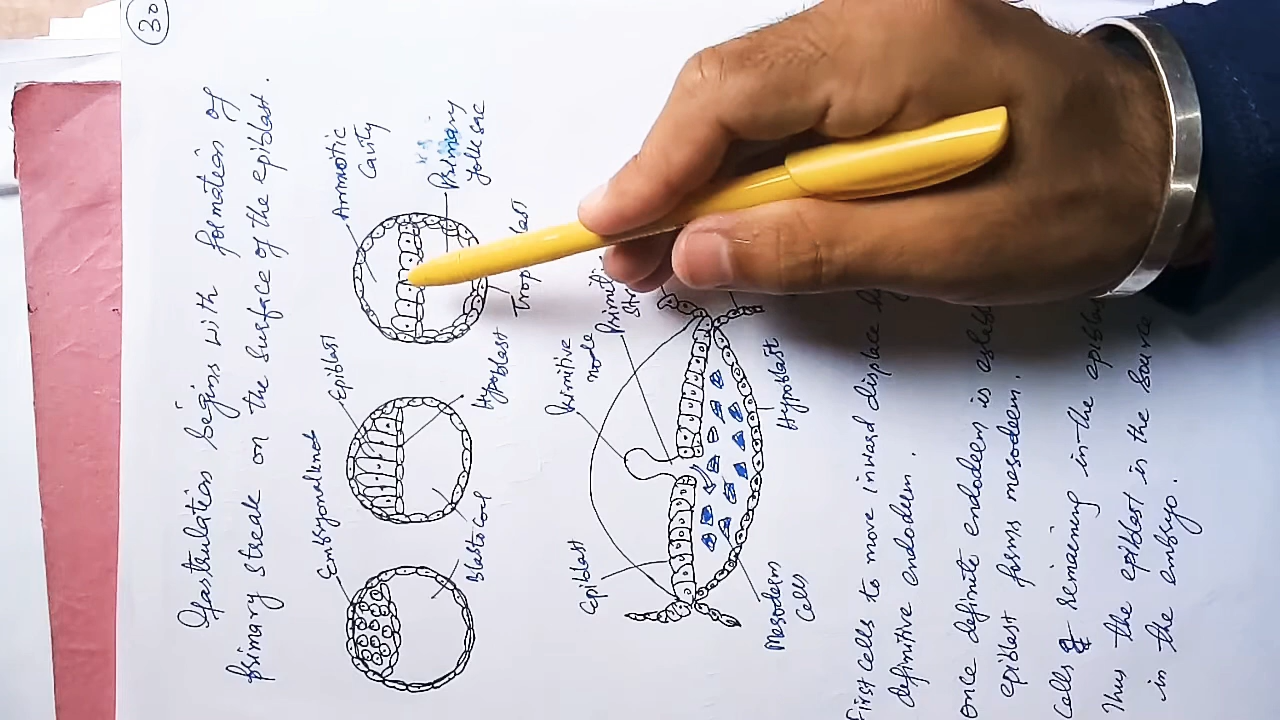 30
Gastrulation begins with formation of
primary streak on the surface of the epiblast.
Embryonal knot
Blastocoel
Epiblast
Hypoblast
Amniotic
Cavity
Primary
Yolk sac
Epiblast
Primitive
node
Hypoblast
Mesoderm
Cells
First cells to move inward displace
definitive endoderm.
once definite endoderm is
epiblast forms mesoderm.
Cells remaining in the
Thus the epiblast is the source
in the embryo.